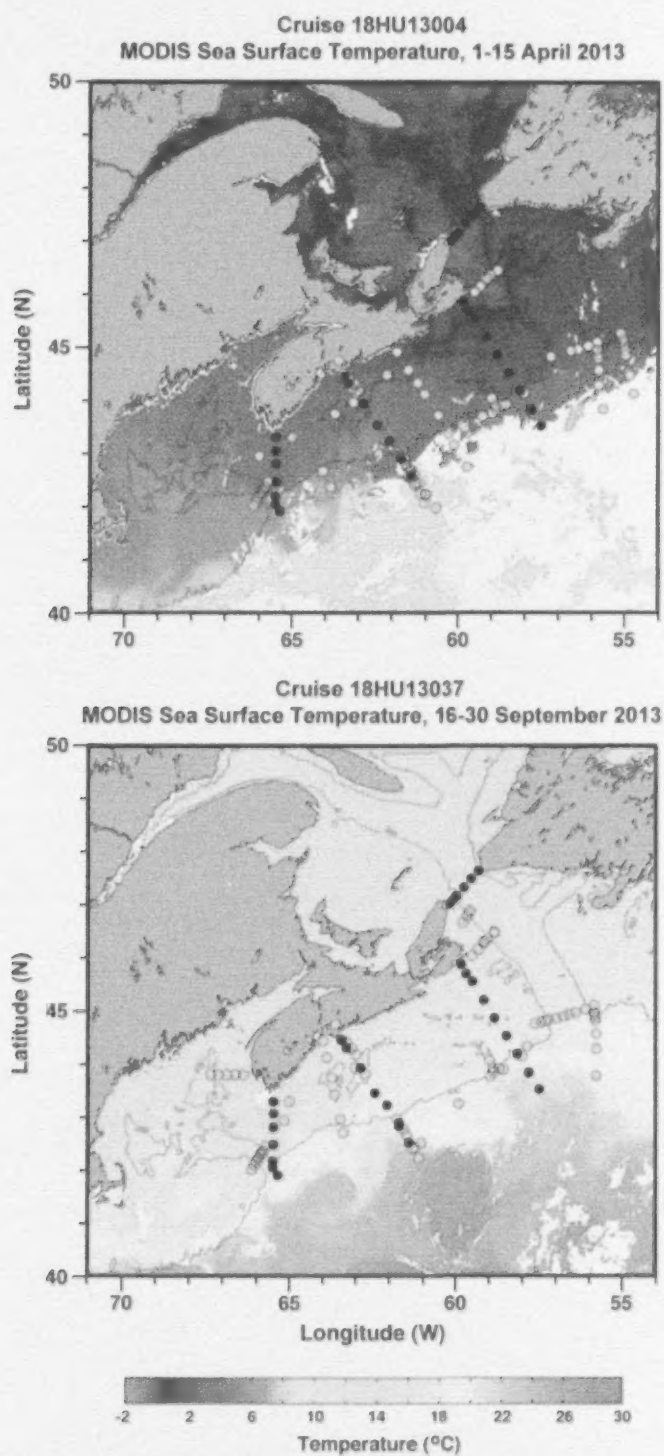 Cruise 18HU13004
MODIS Sea Surface Temperature, 1-15 April 2013
50
45
40
Latitude (N)
70 65 60 55
Cruise 18HU13037
MODIS Sea Surface Temperature, 16-30 September 2013
50
45
40
Latitude (N)
70 65 60 55
Longitude (W)
-2 2 6 10 14 18 22 26 30
Temperature (°C)